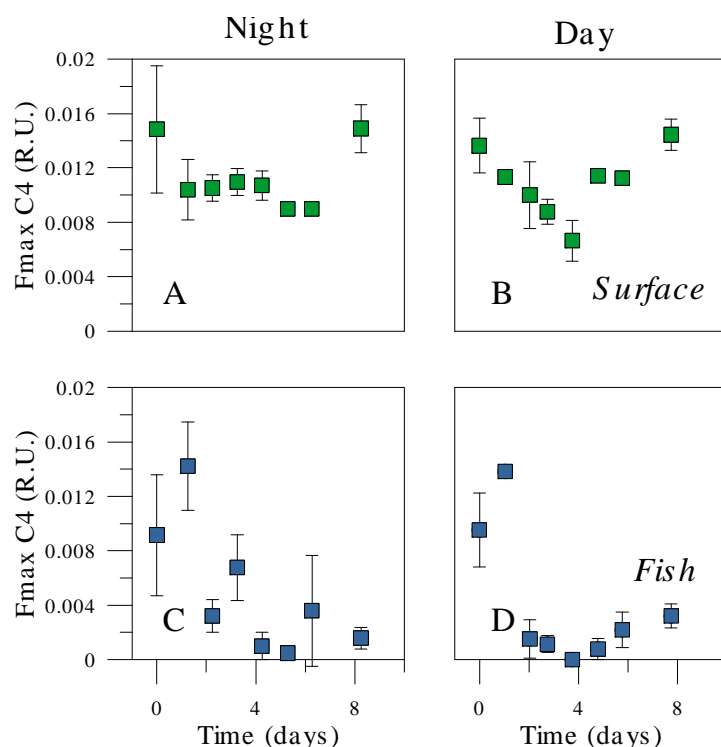 Night Day
0.02
0.016
0.012
0.008
0.004
0
Fmax C4 (R.U.)
A
B
Surface
0.02
0.016
0.012
0.008
0.004
0
Fmax C4 (R.U.)
C
D
Fish
0 4 8
0 4 8
Time (days)
Time (days)